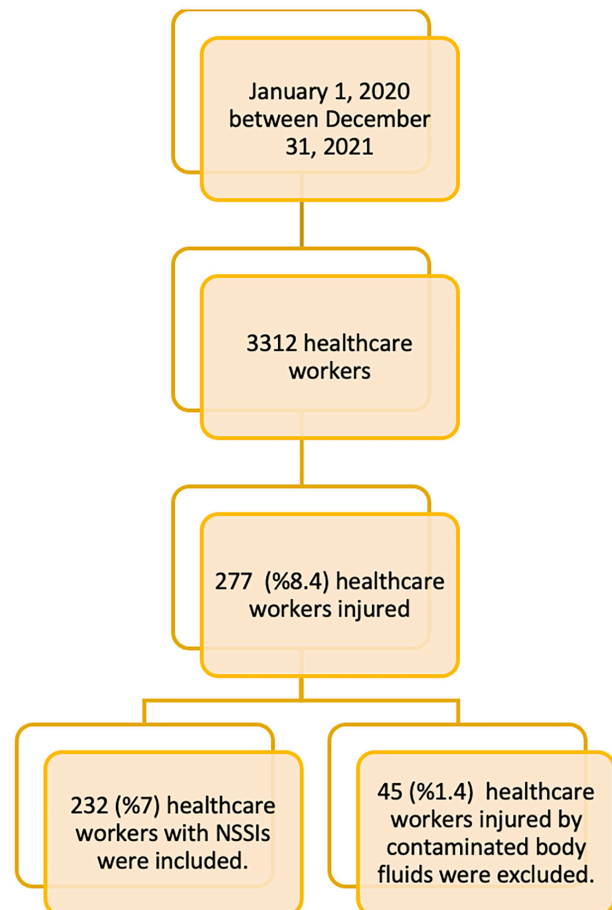 January 1, 2020
between December
31, 2021
3312 healthcare
workers
277 (%8.4) healthcare
workers injured
232 (%7) healthcare
workers with NSSIs
were included.
45 (%1.4) healthcare
workers injured by
contaminated body
fluids were excluded.